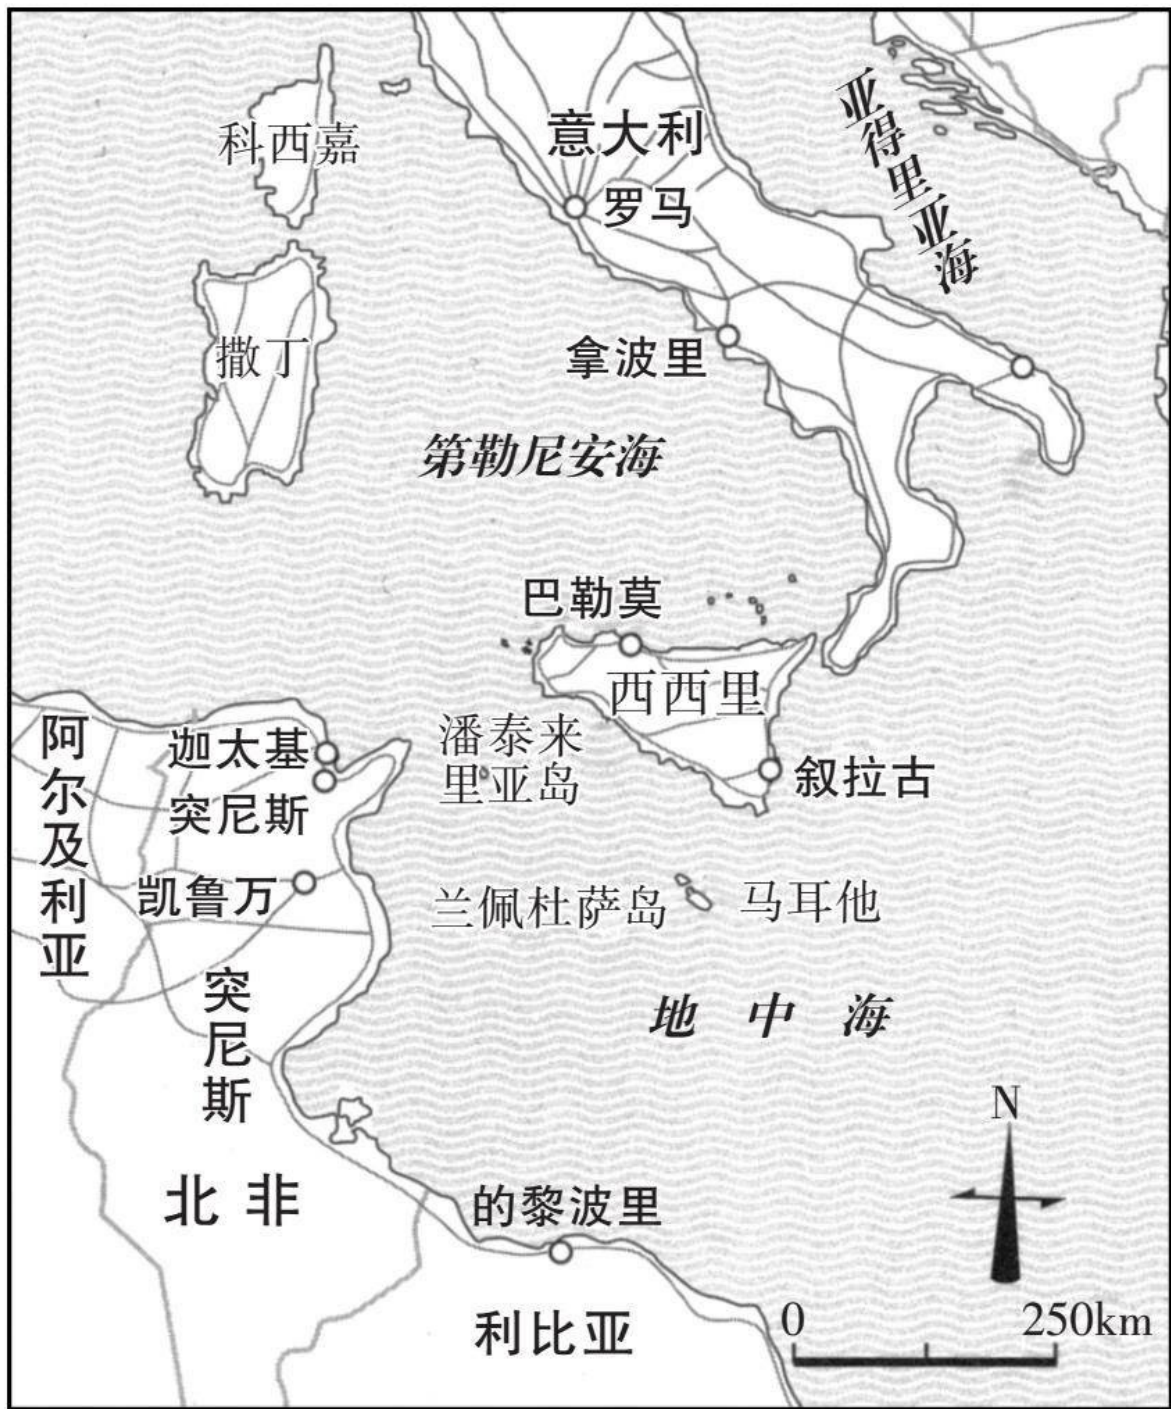 科西嘉
意大利
罗马
亚得里亚海
撒丁
拿波里
第勒尼安海
巴勒莫
西西里
潘泰来
里亚岛
叙拉古
阿尔及利亚
迦太基
突尼斯
凯鲁万
兰佩杜萨岛
马耳他
突尼斯
地中海
N
北非
的黎波里
利比亚
0
250km